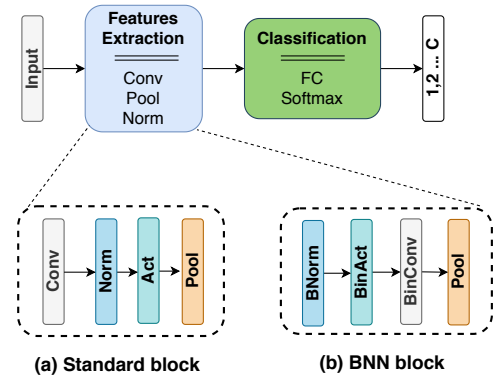 Input
Features
Extraction
Conv
Pool
Norm
Classification
FC
Softmax
1,2 ... C
Conv
Norm
Act
Pool
BNorm
BinAct
BinConv
Pool
(a) Standard block
(b) BNN block